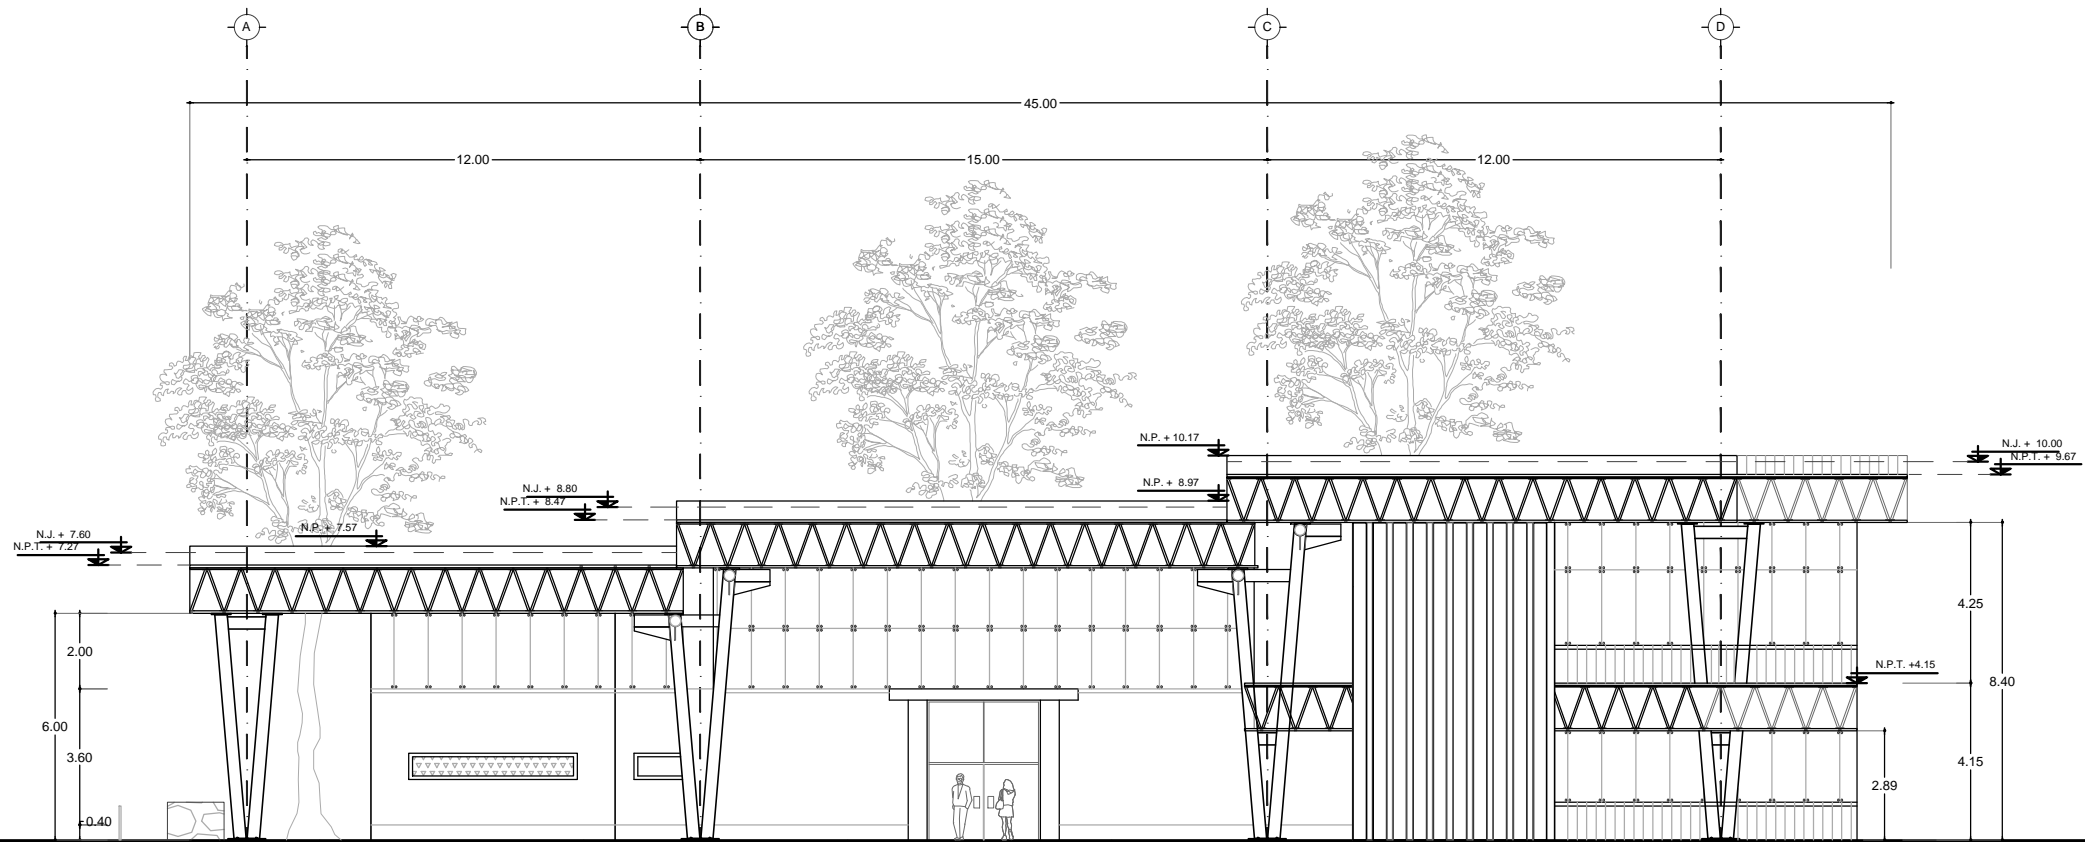 A
B
C
D
45.00
12.00
15.00
12.00
N.P. + 10.17
N.J. + 10.00
N.P.T. + 9.67
N.P. + 8.97
N.J. + 8.80
N.P.T. + 8.47
N.P. + 7.57
N.J. + 7.60
N.P.T. + 7.27
4.25
2.00
N.P.T. +4.15
8.40
6.00
3.60
4.15
2.89
0.40